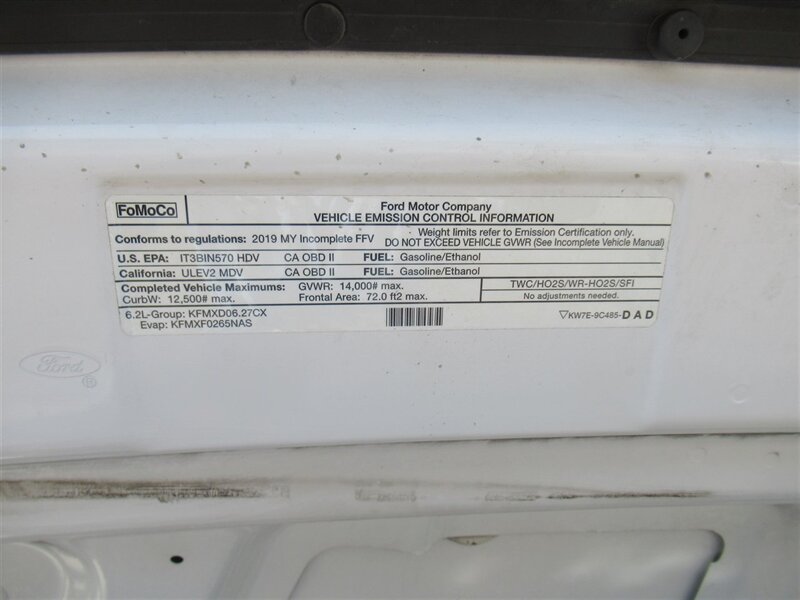 FoMoCo
Ford Motor Company
VEHICLE EMISSION CONTROL INFORMATION
Conforms to regulations: 2019 MY Incomplete FFV
Weight limits refer to Emission Certification only.
DO NOT EXCEED VEHICLE GVWR (See Incomplete Vehicle Manual)
U.S. EPA: IT3BIN570 HDV CA OBD II FUEL: Gasoline/Ethanol
California: ULEV2 MDV CA OBD II FUEL: Gasoline/Ethanol
Completed Vehicle Maximums: GVWR: 14,000# max.
CurbW: 12,500# max. Frontal Area: 72.0 ft2 max.
TWC/HO2S/WR-HO2S/SFI
No adjustments needed.
6.2L-Group: KFMXD06.27CX
Evap: KFMXF0265NAS
▽KW7E-9C485-DAD
Ford
®